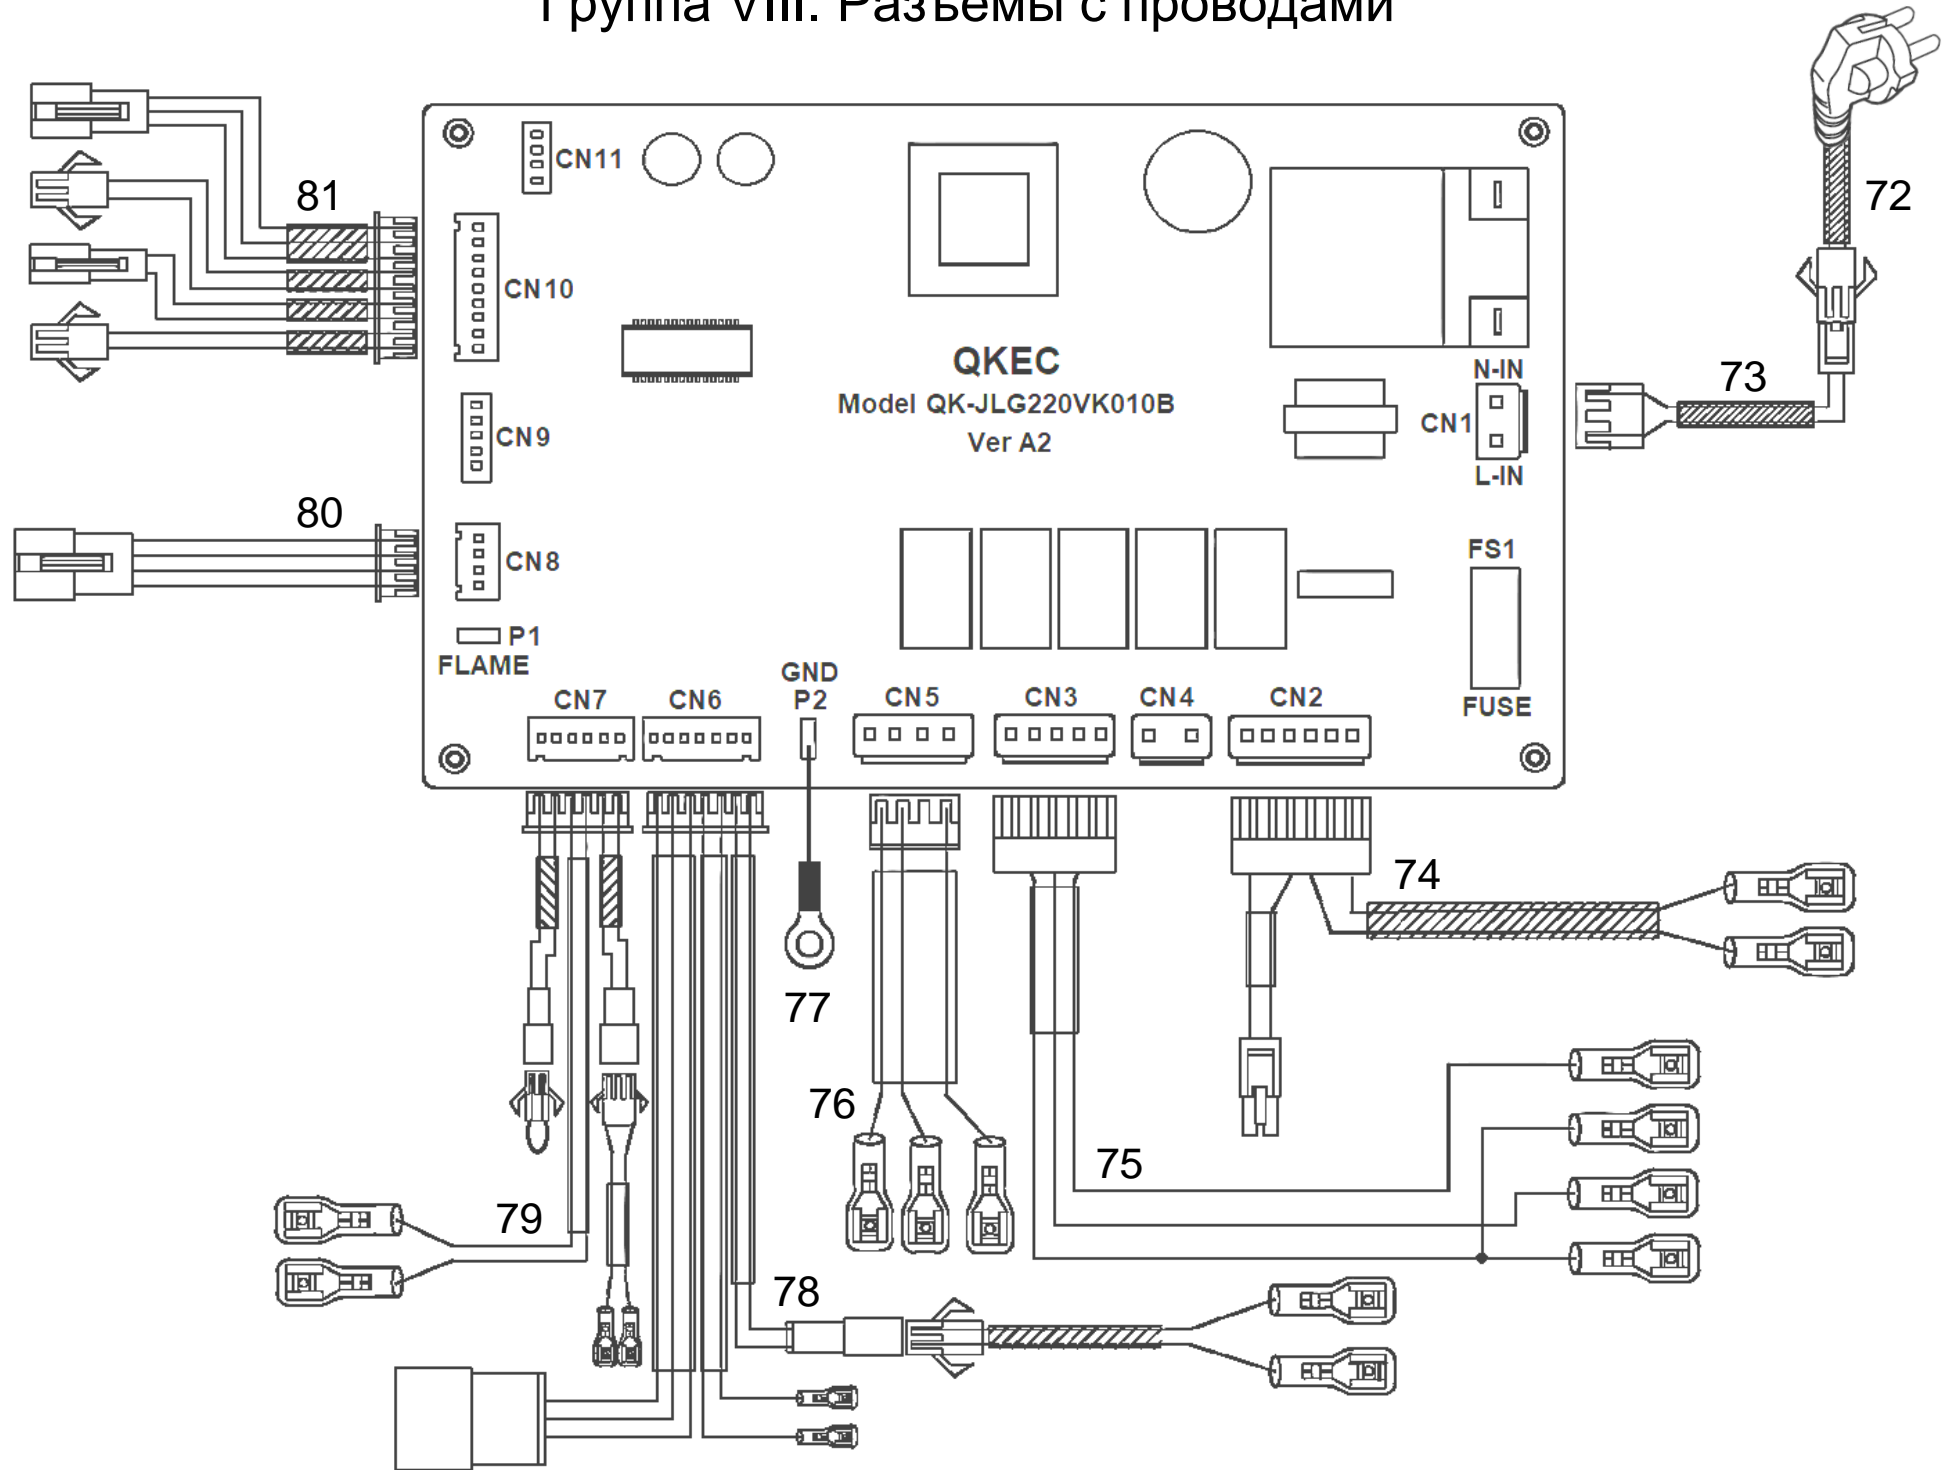 Группа VIII. Разъемы с проводами
72
81
CN11
CN10
QKEC
Model QK-JLG220VK010B
Ver A2
N-IN
CN1
L-IN
73
CN9
80
CN8
P1
FLAME
FS1
FUSE
CN7
CN6
GND
P2
CN5
CN3
CN4
CN2
74
77
76
75
79
78